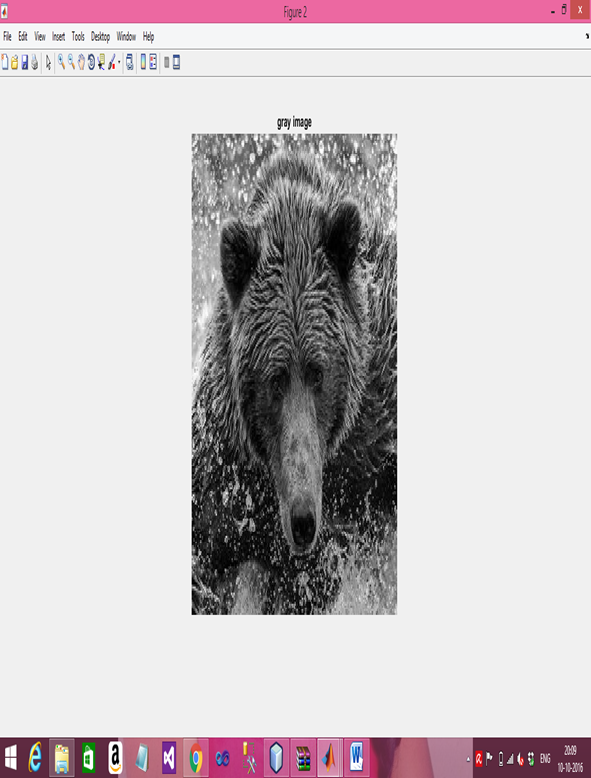 Figure 2
File Edit View Insert Tools Desktop Window Help
gray image
ENG
20:09
10-10-2016